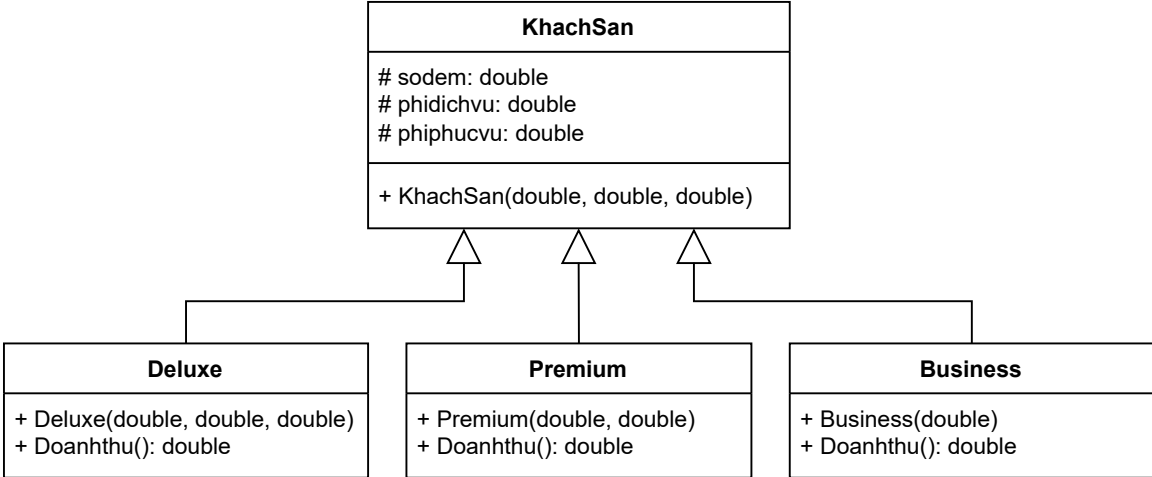 KhachSan
# sodem: double
# phidichvu: double
# phiphucvu: double
+ KhachSan(double, double, double)
Deluxe
+ Deluxe(double, double, double)
+ Doanhthu(): double
Premium
+ Premium(double, double)
+ Doanhthu(): double
Business
+ Business(double)
+ Doanhthu(): double